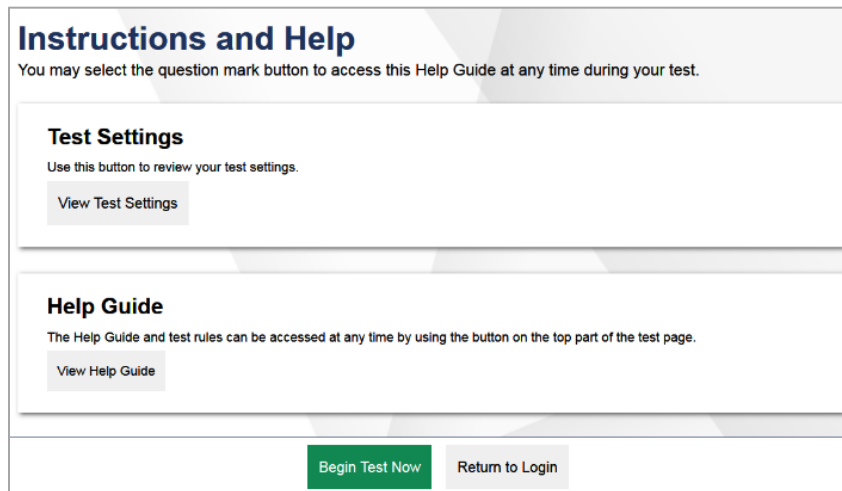 Instructions and Help
You may select the question mark button to access this Help Guide at any time during your test.
Test Settings
Use this button to review your test settings.
View Test Settings
Help Guide
The Help Guide and test rules can be accessed at any time by using the button on the top part of the test page.
View Help Guide
Begin Test Now
Return to Login